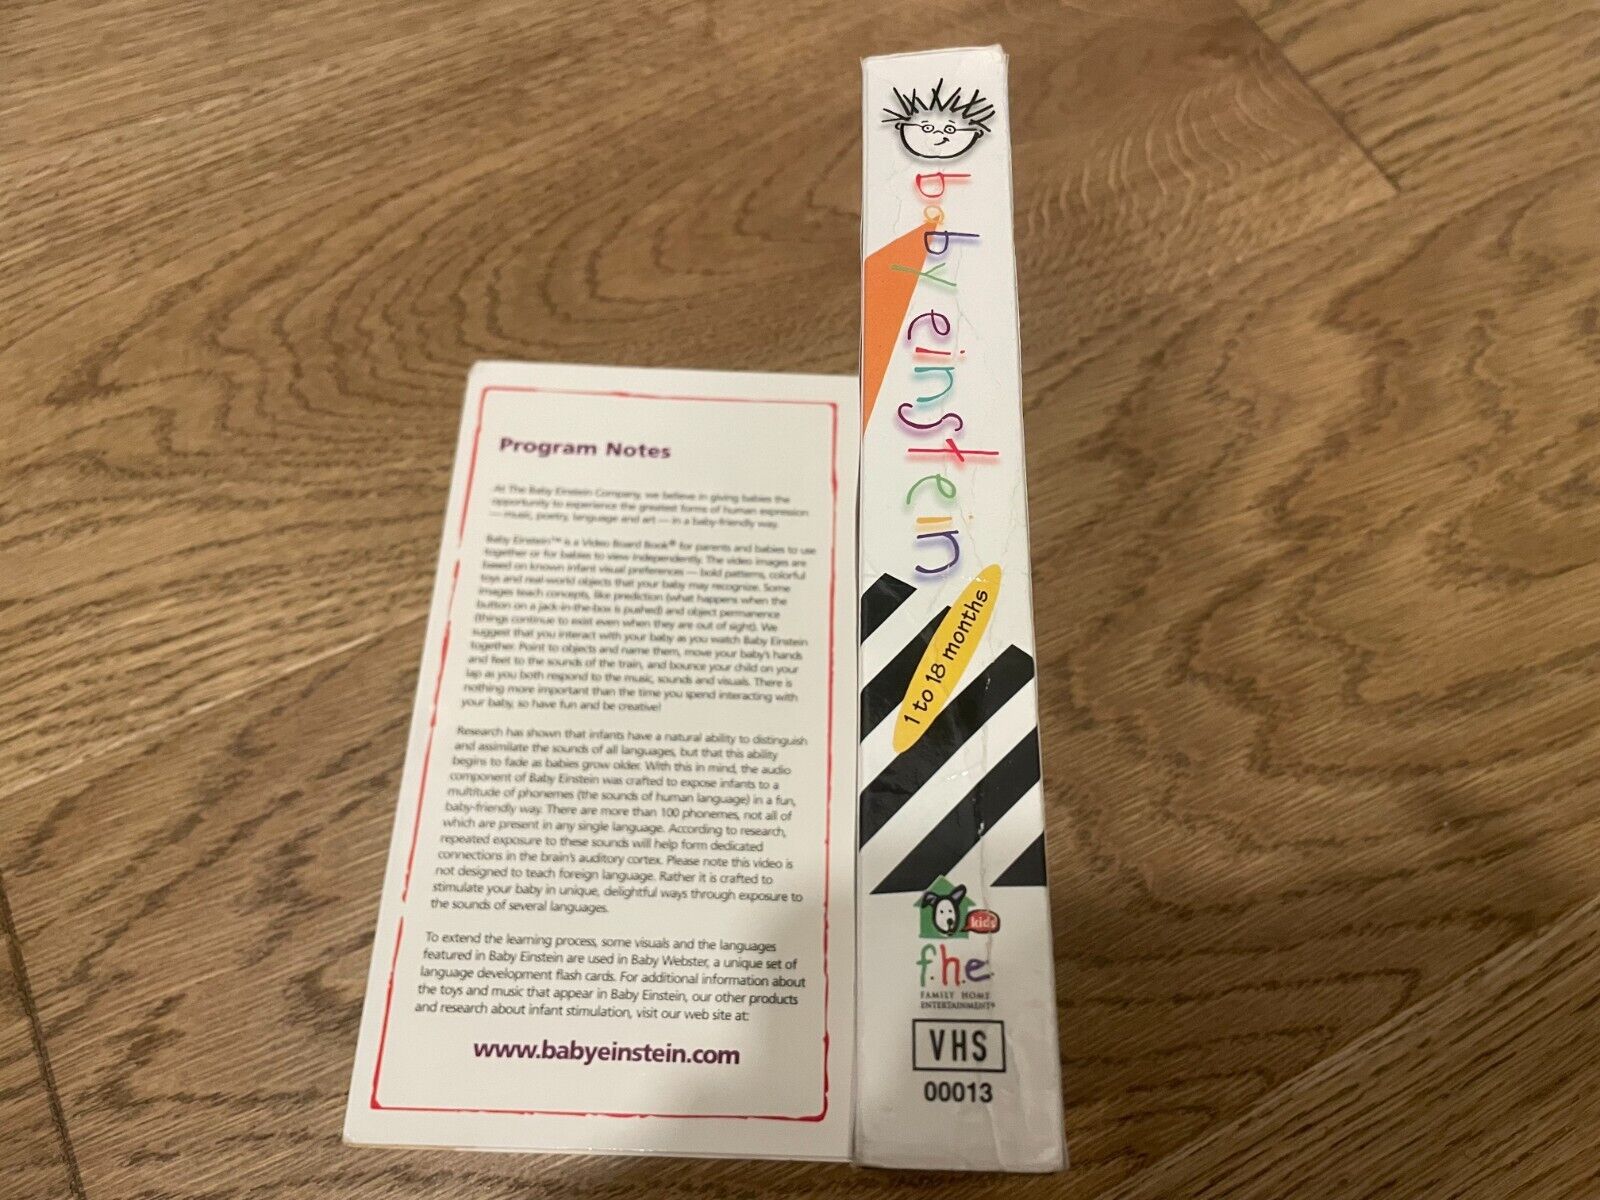 Program Notes
At The Baby Einstein Company, we believe in giving babies the
opportunity to experience the greatest forms of human expression
— music, poetry, language and art — in a baby-friendly way.
Baby Einstein™ is a Video Board Book® for parents and babies to use
together or for babies to view independently. The video images are
based on known infant visual preferences — bold patterns, colorful
toys and real-world objects that your baby may recognize. Some
images teach concepts, like prediction (what happens when the
button on a jack-in-the-box is pushed) and object permanence
(things continue to exist even when they are out of sight). We
suggest that you interact with your baby as you watch Baby Einstein
together. Point to objects and name them, move your baby's hands
and feet to the sounds of the train, and bounce your child on your
lap as you both respond to the music, sounds and visuals. There is
nothing more important than the time you spend interacting with
your baby, so have fun and be creative!
Research has shown that infants have a natural ability to distinguish
and assimilate the sounds of all languages, but that this ability
begins to fade as babies grow older. With this in mind, the audio
component of Baby Einstein was crafted to expose infants to a
multitude of phonemes (the sounds of human language) in a fun,
baby-friendly way. There are more than 100 phonemes, not all of
which are present in any single language. According to research,
repeated exposure to these sounds will help form dedicated
connections in the brain's auditory cortex. Please note this video is
not designed to teach foreign language. Rather it is crafted to
stimulate your baby in unique, delightful ways through exposure to
the sounds of several languages.
To extend the learning process, some visuals and the languages
featured in Baby Einstein are used in Baby Webster, a unique set of
language development flash cards. For additional information about
the toys and music that appear in Baby Einstein, our other products
and research about infant stimulation, visit our web site at:
www.babyeinstein.com
baby einstein
1 to 18 months
kids
f.h.e.
FAMILY HOME
ENTERTAINMENT®
VHS
00013